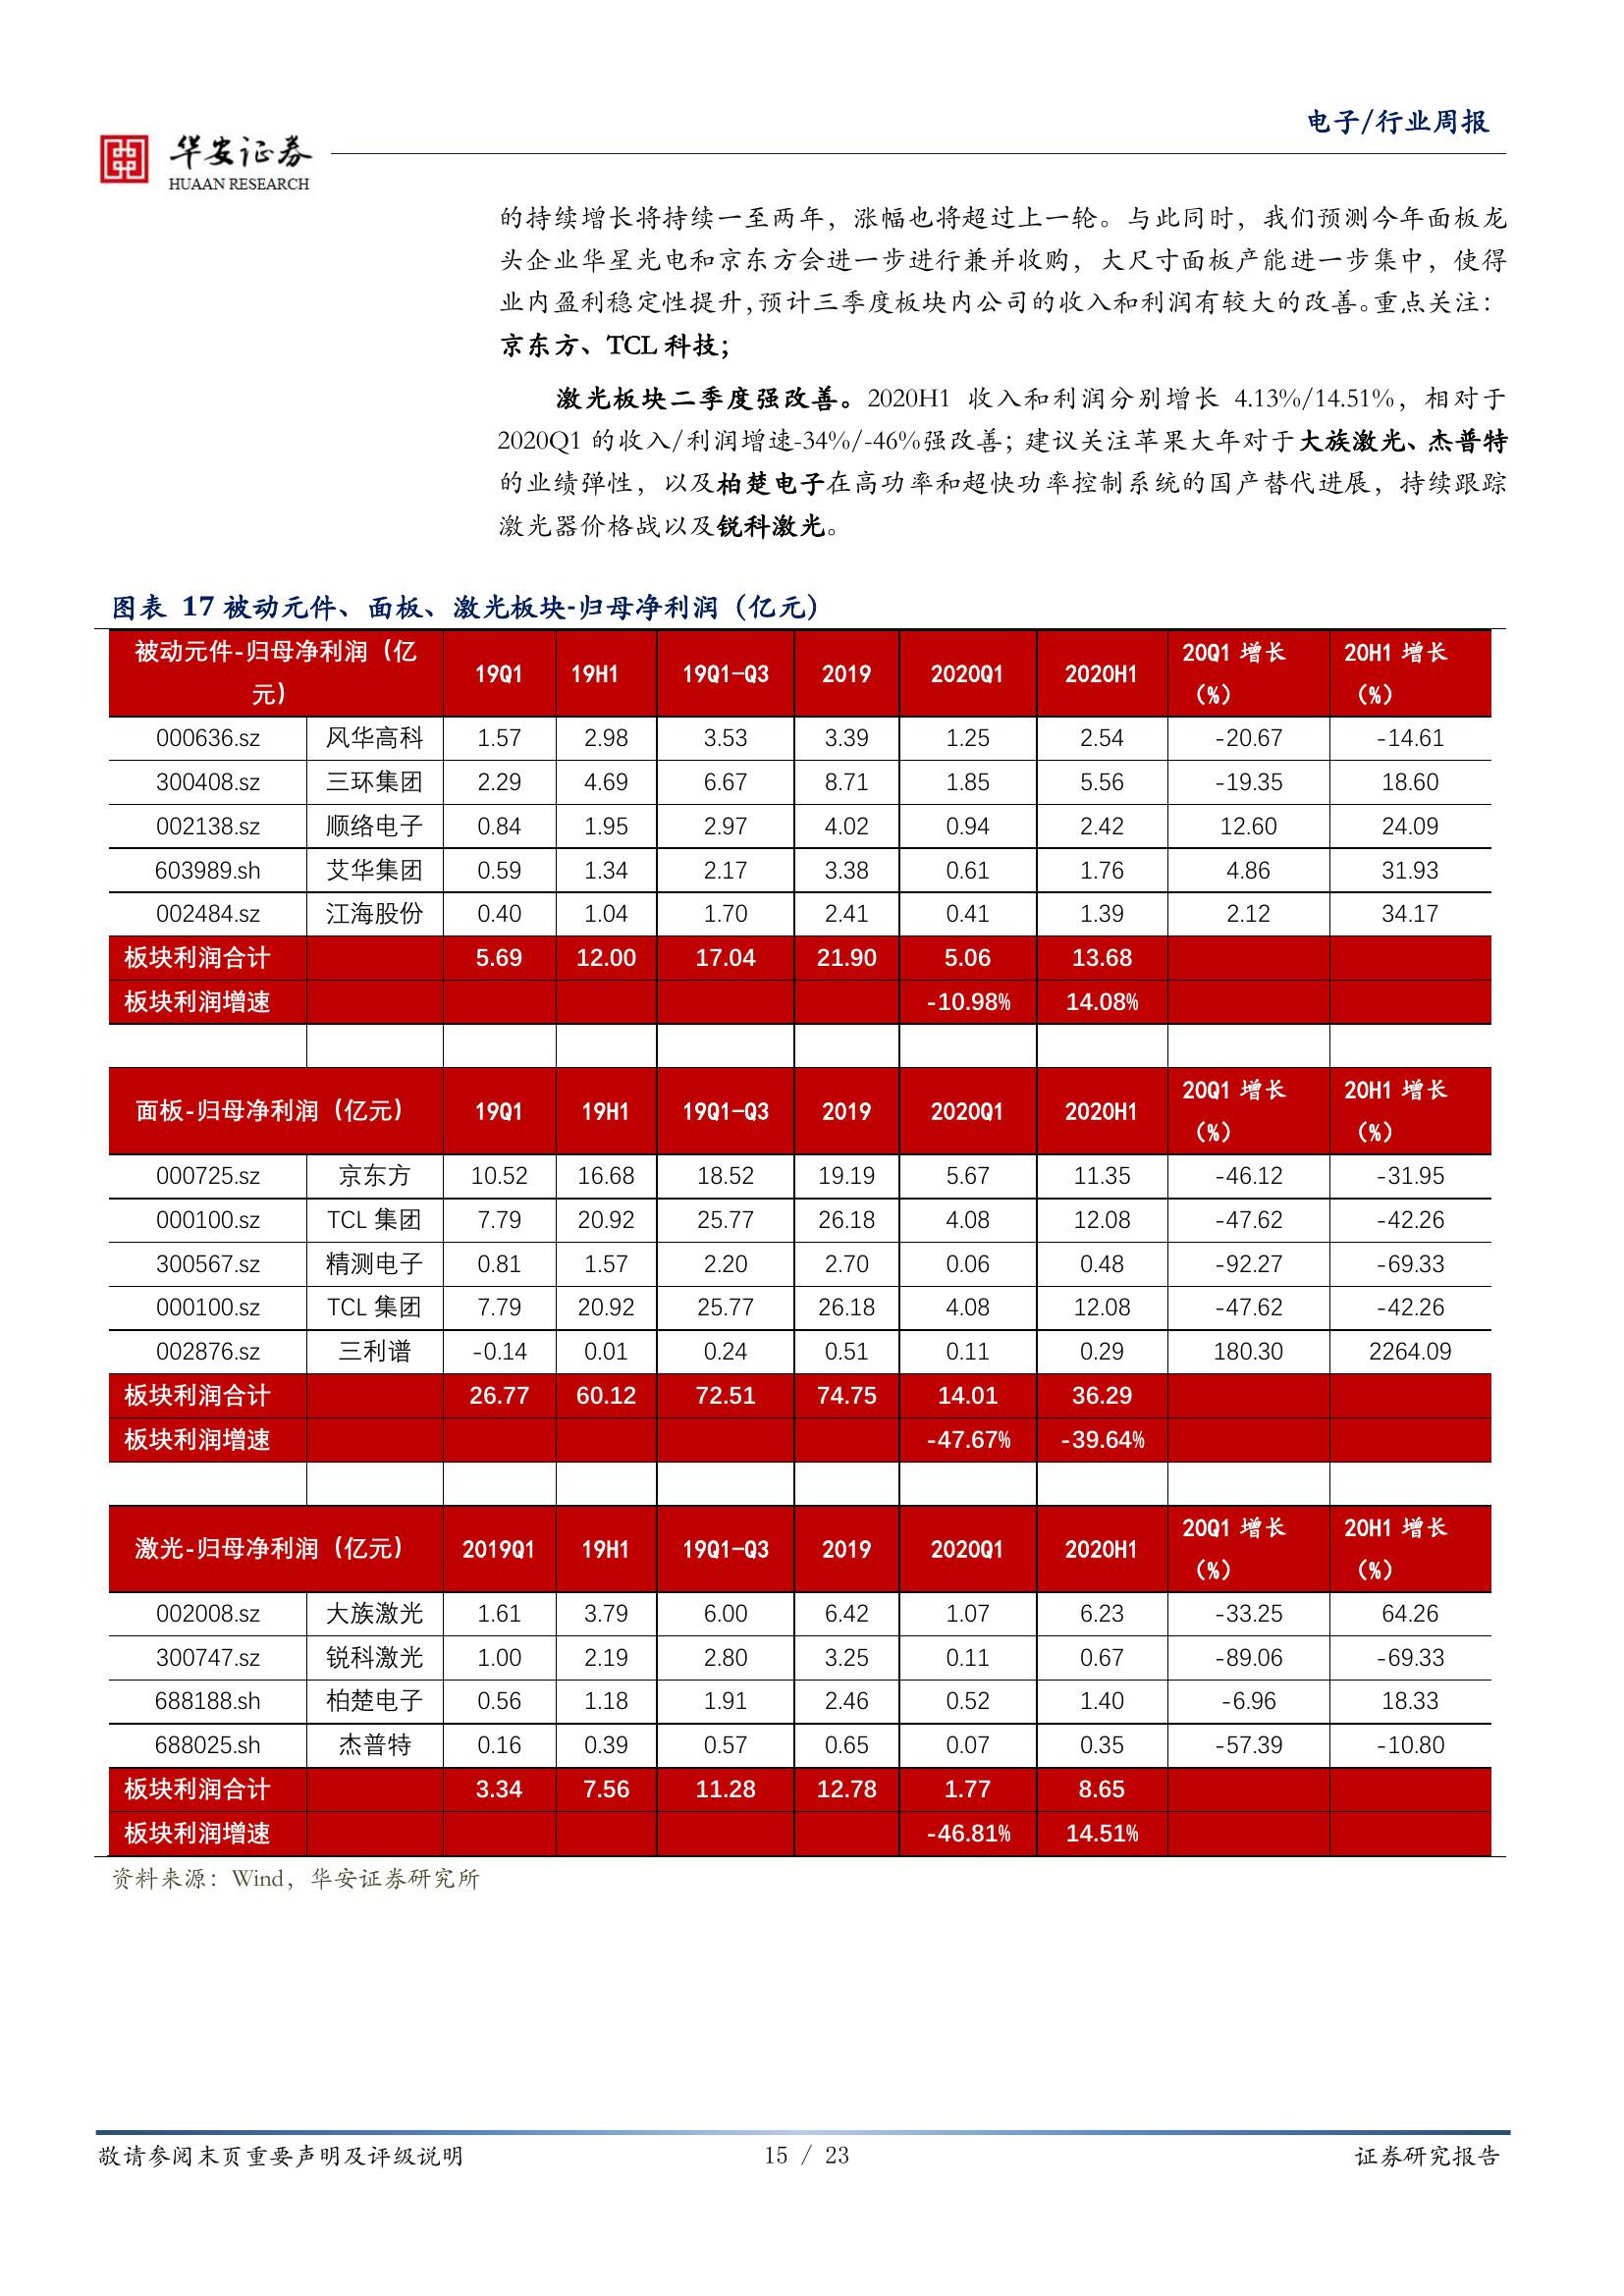 电子/行业周报
华安证券
HUAAN RESEARCH
的持续增长将持续一至两年，涨幅也将超过上一轮。与此同时，我们预测今年面板龙
头企业华星光电和京东方会进一步进行兼并收购，大尺寸面板产能进一步集中，使得
业内盈利稳定性提升,预计三季度板块内公司的收入和利润有较大的改善。重点关注：
京东方、TCL 科技；
激光板块二季度强改善。2020H1 收入和利润分别增长 4.13%/14.51%，相对于
2020Q1 的收入/利润增速-34%/-46%强改善；建议关注苹果大年对于大族激光、杰普特
的业绩弹性，以及柏楚电子在高功率和超快功率控制系统的国产替代进展，持续跟踪
激光器价格战以及锐科激光。
图表 17 被动元件、面板、激光板块-归母净利润（亿元）
被动元件-归母净利润（亿元） 19Q1 19H1 19Q1-Q3 2019 2020Q1 2020H1 20Q1 增长（%） 20H1 增长（%）
000636.sz 风华高科 1.57 2.98 3.53 3.39 1.25 2.54 -20.67 -14.61
300408.sz 三环集团 2.29 4.69 6.67 8.71 1.85 5.56 -19.35 18.60
002138.sz 顺络电子 0.84 1.95 2.97 4.02 0.94 2.42 12.60 24.09
603989.sh 艾华集团 0.59 1.34 2.17 3.38 0.61 1.76 4.86 31.93
002484.sz 江海股份 0.40 1.04 1.70 2.41 0.41 1.39 2.12 34.17
板块利润合计 5.69 12.00 17.04 21.90 5.06 13.68
板块利润增速 -10.98% 14.08%
面板-归母净利润（亿元） 19Q1 19H1 19Q1-Q3 2019 2020Q1 2020H1 20Q1 增长（%） 20H1 增长（%）
000725.sz 京东方 10.52 16.68 18.52 19.19 5.67 11.35 -46.12 -31.95
000100.sz TCL 集团 7.79 20.92 25.77 26.18 4.08 12.08 -47.62 -42.26
300567.sz 精测电子 0.81 1.57 2.20 2.70 0.06 0.48 -92.27 -69.33
000100.sz TCL 集团 7.79 20.92 25.77 26.18 4.08 12.08 -47.62 -42.26
002876.sz 三利谱 -0.14 0.01 0.24 0.51 0.11 0.29 180.30 2264.09
板块利润合计 26.77 60.12 72.51 74.75 14.01 36.29
板块利润增速 -47.67% -39.64%
激光-归母净利润（亿元） 2019Q1 19H1 19Q1-Q3 2019 2020Q1 2020H1 20Q1 增长（%） 20H1 增长（%）
002008.sz 大族激光 1.61 3.79 6.00 6.42 1.07 6.23 -33.25 64.26
300747.sz 锐科激光 1.00 2.19 2.80 3.25 0.11 0.67 -89.06 -69.33
688188.sh 柏楚电子 0.56 1.18 1.91 2.46 0.52 1.40 -6.96 18.33
688025.sh 杰普特 0.16 0.39 0.57 0.65 0.07 0.35 -57.39 -10.80
板块利润合计 3.34 7.56 11.28 12.78 1.77 8.65
板块利润增速 -46.81% 14.51%
资料来源：Wind，华安证券研究所
敬请参阅末页重要声明及评级说明 15 / 23 证券研究报告